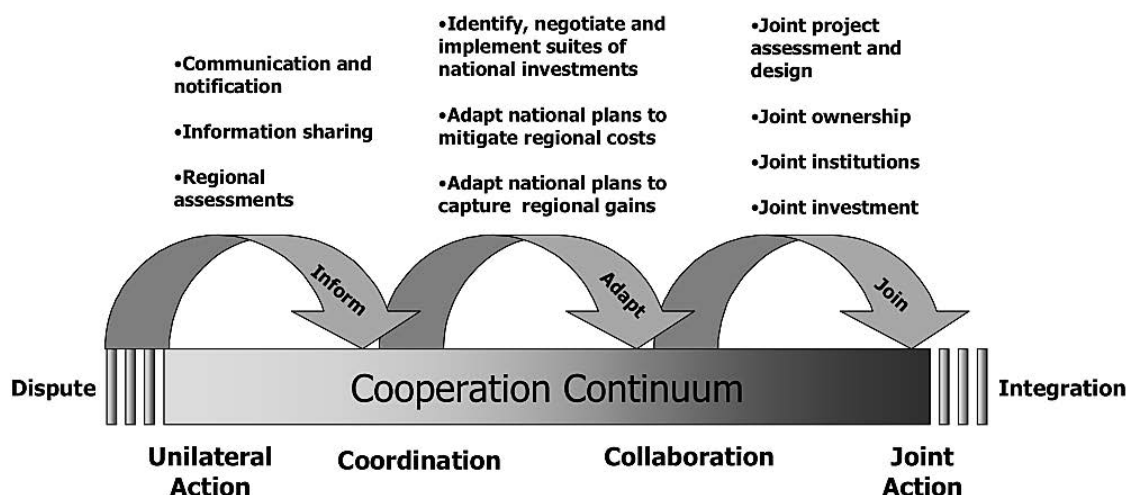 •Communication and
notification
•Information sharing
•Regional
assessments
•Identify, negotiate and
implement suites of
national investments
•Adapt national plans to
mitigate regional costs
•Adapt national plans to
capture regional gains
•Joint project
assessment and
design
•Joint ownership
•Joint institutions
•Joint investment
Inform
Adapt
Join
Dispute
Cooperation Continuum
Integration
Unilateral
Action
Coordination
Collaboration
Joint
Action